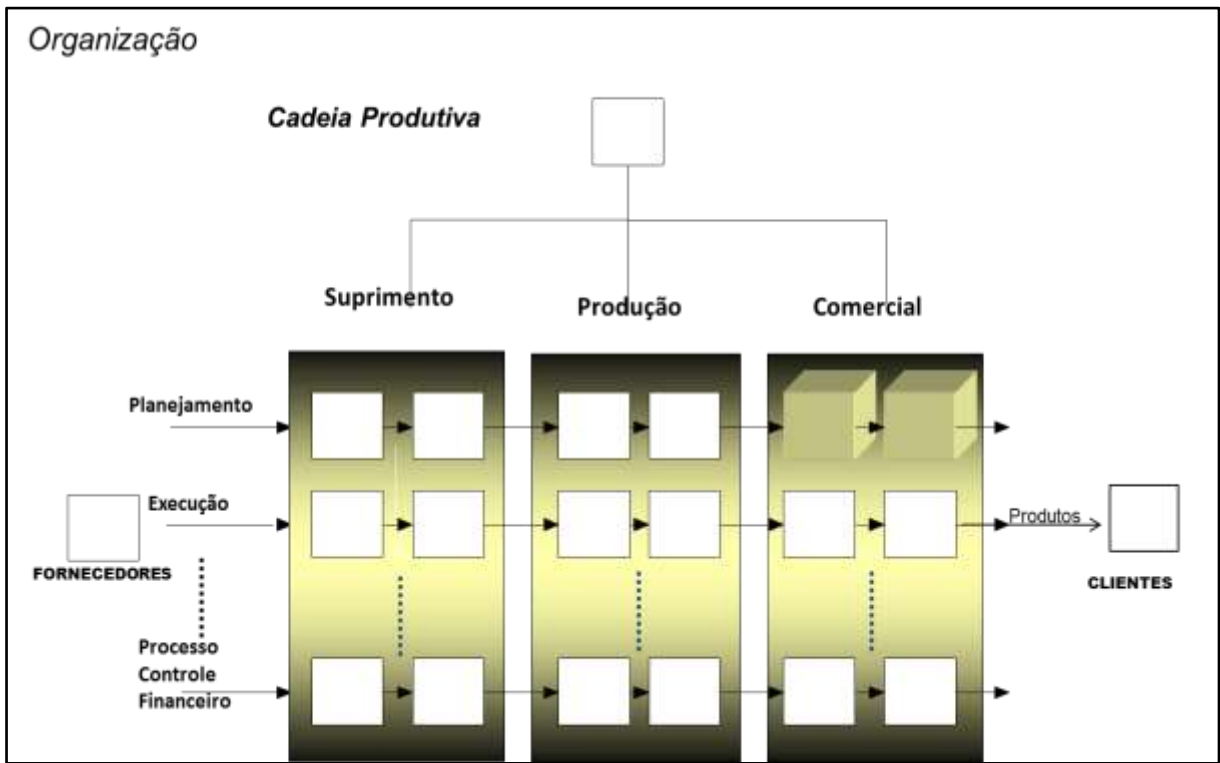 Organização
Cadeia Produtiva
Suprimento
Produção
Comercial
Planejamento
Execução
FORNECEDORES
Produtos
CLIENTES
Processo
Controle
Financeiro